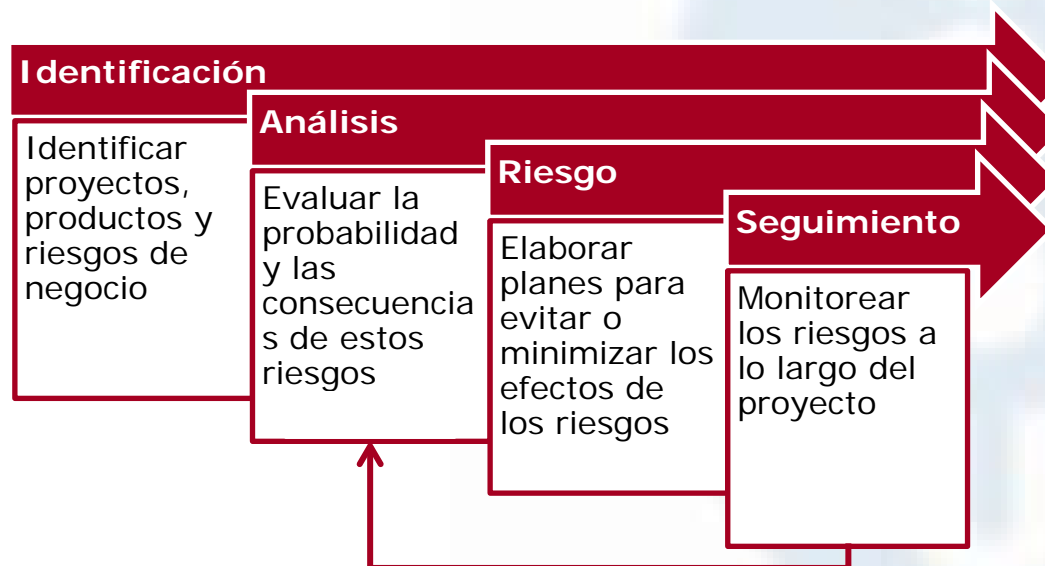 Identificación
Identificar
proyectos,
productos y
riesgos de
negocio
Análisis
Evaluar la
probabilidad
y las
consecuencia
s de estos
riesgos
Riesgo
Elaborar
planes para
evitar o
minimizar los
efectos de
los riesgos
Seguimiento
Monitorear
los riesgos a
lo largo del
proyecto